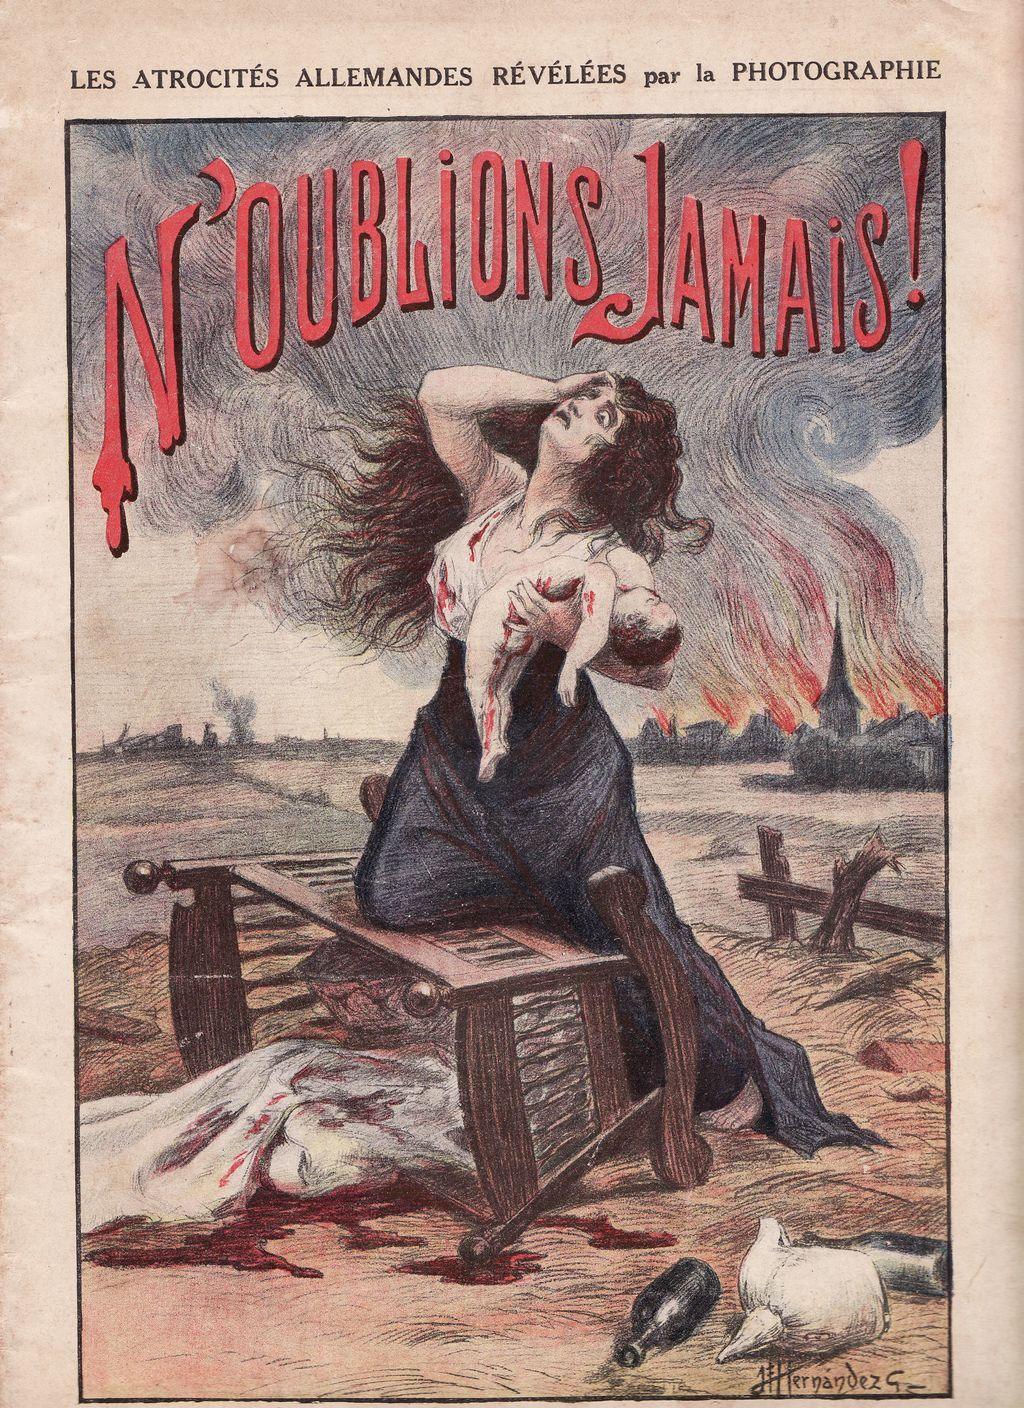 LES ATROCITÉS ALLEMANDES RÉVÉLÉES par la PHOTOGRAPHIE
N'OUBLiONS JAMAiS!
Hernández G